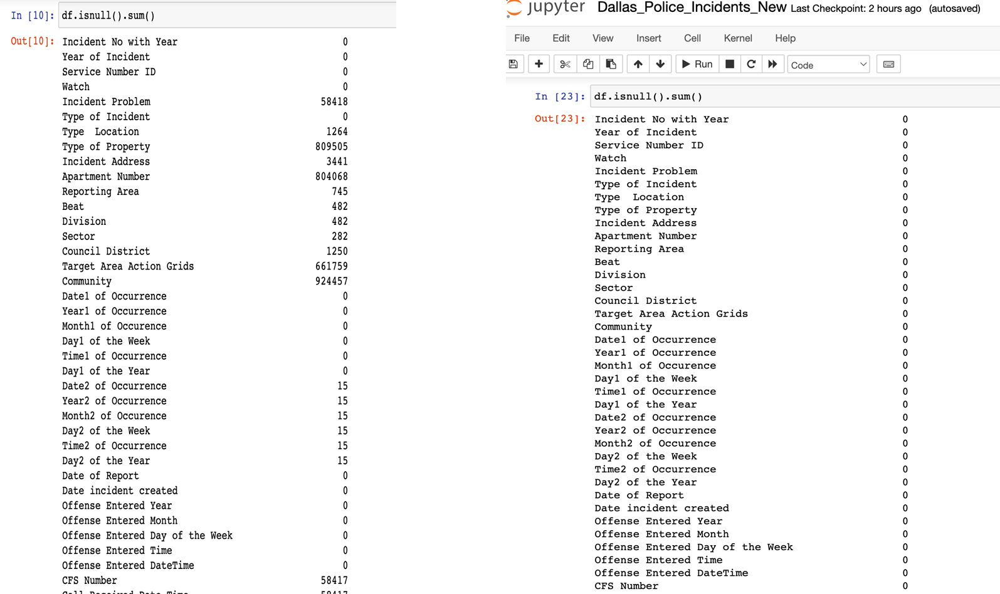 In [10]: df.isnull().sum()
Out[10]: Incident No with Year 0
Year of Incident 0
Service Number ID 0
Watch 0
Incident Problem 58418
Type of Incident 0
Type  Location 1264
Type of Property 809505
Incident Address 3441
Apartment Number 804068
Reporting Area 745
Beat 482
Division 482
Sector 282
Council District 1250
Target Area Action Grids 661759
Community 924457
Date1 of Occurrence 0
Year1 of Occurrence 0
Month1 of Occurence 0
Day1 of the Week 0
Time1 of Occurrence 0
Day1 of the Year 0
Date2 of Occurrence 15
Year2 of Occurrence 15
Month2 of Occurence 15
Day2 of the Week 15
Time2 of Occurrence 15
Day2 of the Year 15
Date of Report 0
Date incident created 0
Offense Entered Year 0
Offense Entered Month 0
Offense Entered Day of the Week 0
Offense Entered Time 0
Offense Entered DateTime 0
CFS Number 58417
Call Received Date Time 58417
jupyter Dallas_Police_Incidents_New Last Checkpoint: 2 hours ago (autosaved)
File Edit View Insert Cell Kernel Help
Run Code
In [23]: df.isnull().sum()
Out[23]: Incident No with Year 0
Year of Incident 0
Service Number ID 0
Watch 0
Incident Problem 0
Type of Incident 0
Type  Location 0
Type of Property 0
Incident Address 0
Apartment Number 0
Reporting Area 0
Beat 0
Division 0
Sector 0
Council District 0
Target Area Action Grids 0
Community 0
Date1 of Occurrence 0
Year1 of Occurrence 0
Month1 of Occurence 0
Day1 of the Week 0
Time1 of Occurrence 0
Day1 of the Year 0
Date2 of Occurrence 0
Year2 of Occurrence 0
Month2 of Occurence 0
Day2 of the Week 0
Time2 of Occurrence 0
Day2 of the Year 0
Date of Report 0
Date incident created 0
Offense Entered Year 0
Offense Entered Month 0
Offense Entered Day of the Week 0
Offense Entered Time 0
Offense Entered DateTime 0
CFS Number 0